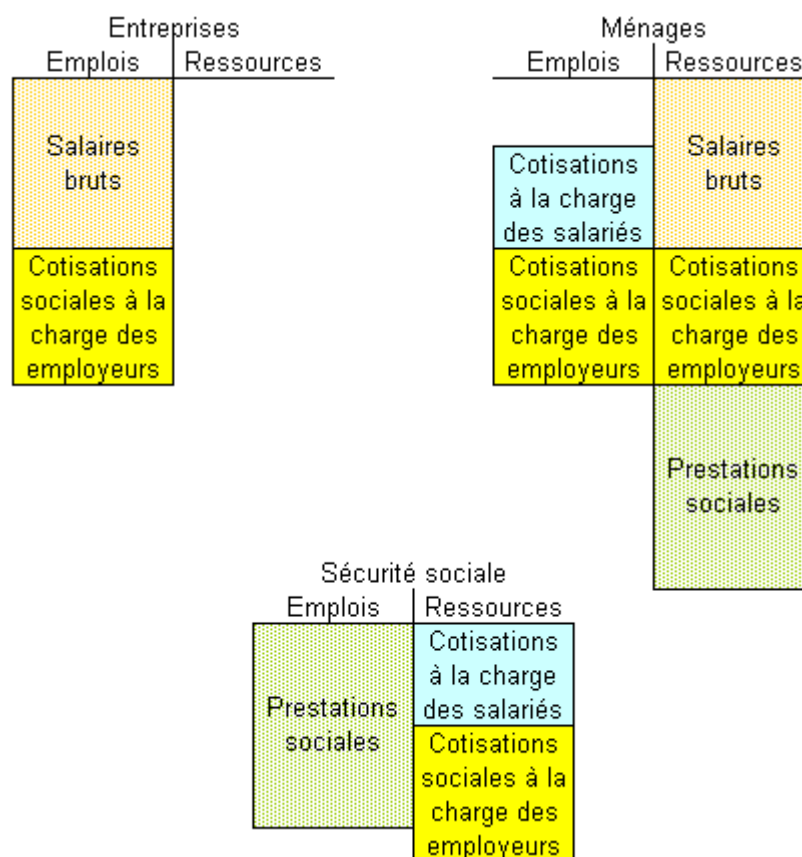 Entreprises
Emplois Ressources
Salaires
bruts
Cotisations
sociales à la
charge des
employeurs
Ménages
Emplois Ressources
Cotisations
à la charge
des salariés
Cotisations
sociales à la
charge des
employeurs
Salaires
bruts
Cotisations
sociales à la
charge des
employeurs
Prestations
sociales
Sécurité sociale
Emplois Ressources
Prestations
sociales
Cotisations
à la charge
des salariés
Cotisations
sociales à la
charge des
employeurs